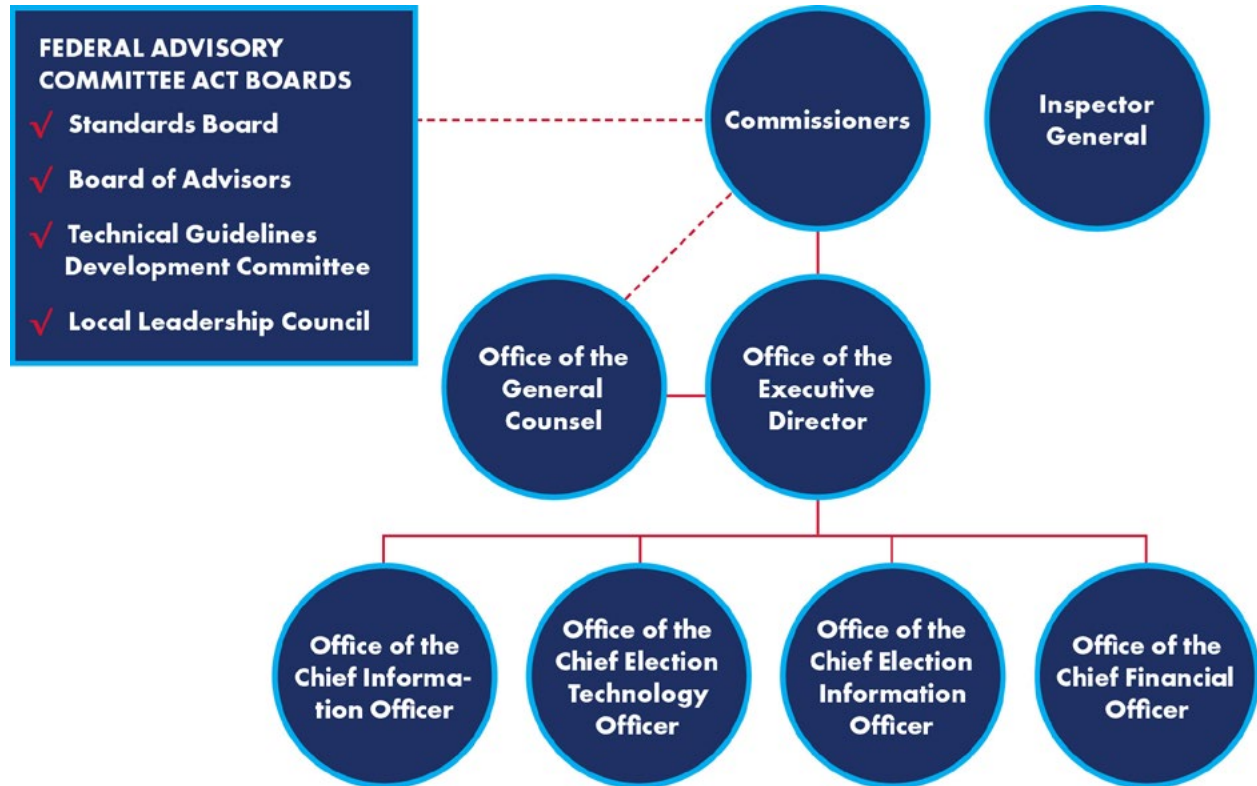 FEDERAL ADVISORY
COMMITTEE ACT BOARDS
√ Standards Board
√ Board of Advisors
√ Technical Guidelines
Development Committee
√ Local Leadership Council
Commissioners
Inspector
General
Office of the
General
Counsel
Office of the
Executive
Director
Office of the
Chief Informa-
tion Officer
Office of the
Chief Election
Technology
Officer
Office of the
Chief Election
Information
Officer
Office of the
Chief Financial
Officer